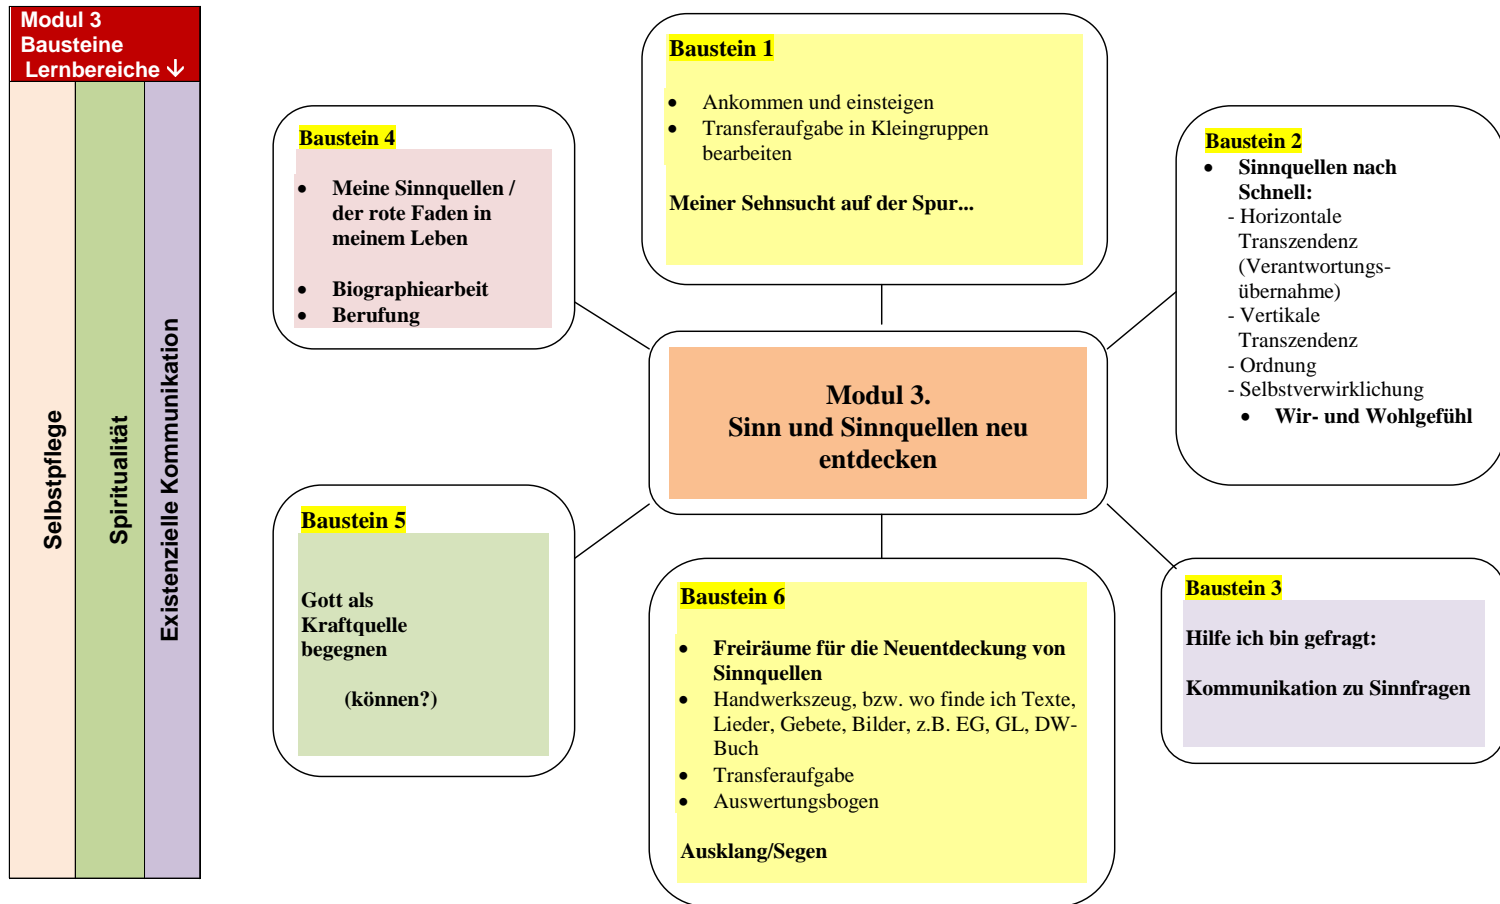 Modul 3
Bausteine
Lernbereiche ↓
Selbstpflege
Spiritualität
Existenzielle Kommunikation
Baustein 1
• Ankommen und einsteigen
• Transferaufgabe in Kleingruppen
bearbeiten
Meiner Sehnsucht auf der Spur...
Baustein 4
• Meine Sinnquellen /
der rote Faden in
meinem Leben
• Biographiearbeit
• Berufung
Baustein 2
• Sinnquellen nach
Schnell:
- Horizontale
Transzendenz
(Verantwortungs-
übernahme)
- Vertikale
Transzendenz
- Ordnung
- Selbstverwirklichung
• Wir- und Wohlgefühl
Modul 3.
Sinn und Sinnquellen neu
entdecken
Baustein 5
Gott als
Kraftquelle
begegnen
(können?)
Baustein 6
• Freiräume für die Neuentdeckung von
Sinnquellen
• Handwerkszeug, bzw. wo finde ich Texte,
Lieder, Gebete, Bilder, z.B. EG, GL, DW-
Buch
• Transferaufgabe
• Auswertungsbogen
Ausklang/Segen
Baustein 3
Hilfe ich bin gefragt:
Kommunikation zu Sinnfragen